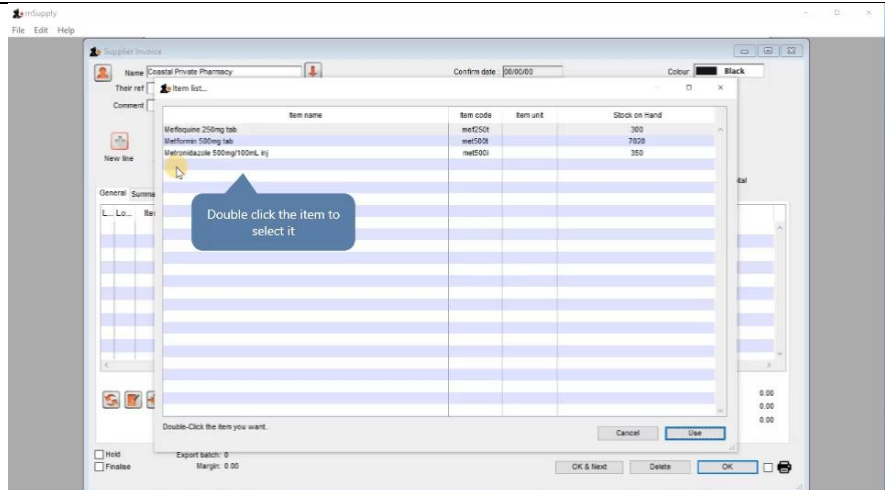 mSupply
File Edit Help
Supplier Invoice
Name Coastal Private Pharmacy
Confirm date : 00/00/00
Colour Black
Their ref
Item list...
Comment
Item name Item code Item unit Stock on Hand
Mefloquine 250mg tab mef250t 300
Metformin 500mg tab met500t 7020
Metronidazole 500mg/100mL inj met500i 350
New line
General Summa
L... Lo... Ite
Double click the item to
select it
0.00
0.00
0.00
Double-Click the item you want.
Cancel Use
Hold Export batch: 0
Finalise Margin: 0.00
OK & Next Delete OK